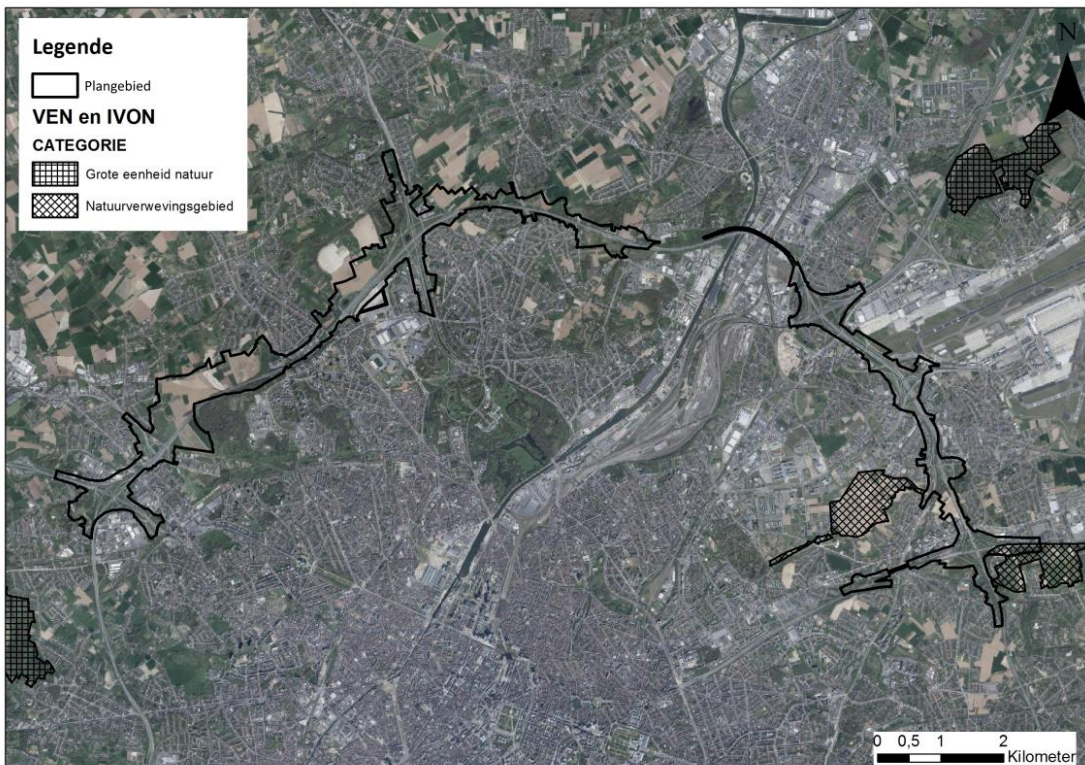 Legende
Plangebied
VEN en IVON
CATEGORIE
Grote eenheid natuur
Natuurverwevingsgebied
N
0 0,5 1 2
Kilometer